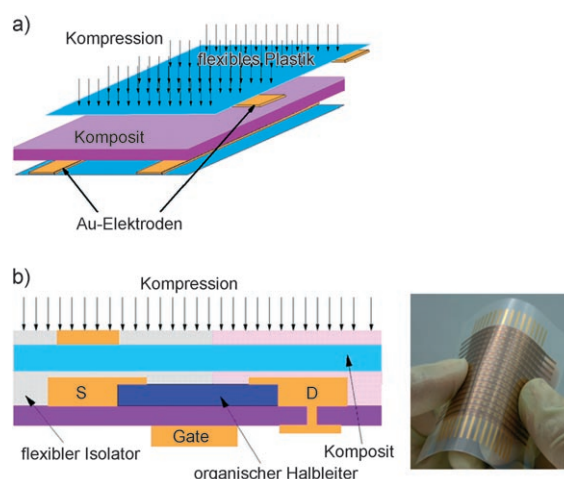 a)
Kompression
flexibles Plastik
Komposit
Au-Elektroden
b)
Kompression
S
D
Gate
flexibler Isolator
Komposit
organischer Halbleiter